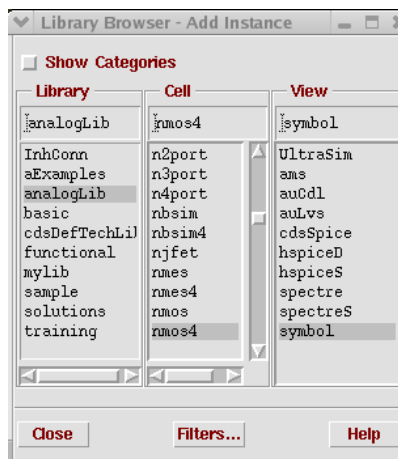 Library Browser - Add Instance
Show Categories
Library
Cell
View
analogLib
nmos4
symbol
InhConn
aExamples
analogLib
basic
cdsDefTechLi
functional
mylib
sample
solutions
training
n2port
n3port
n4port
nbsim
nbsim4
njfet
nmes
nmes4
nmos
nmos4
UltraSim
ams
auCdl
auLvs
cdsSpice
hspiceD
hspiceS
spectre
spectreS
symbol
Close
Filters...
Help